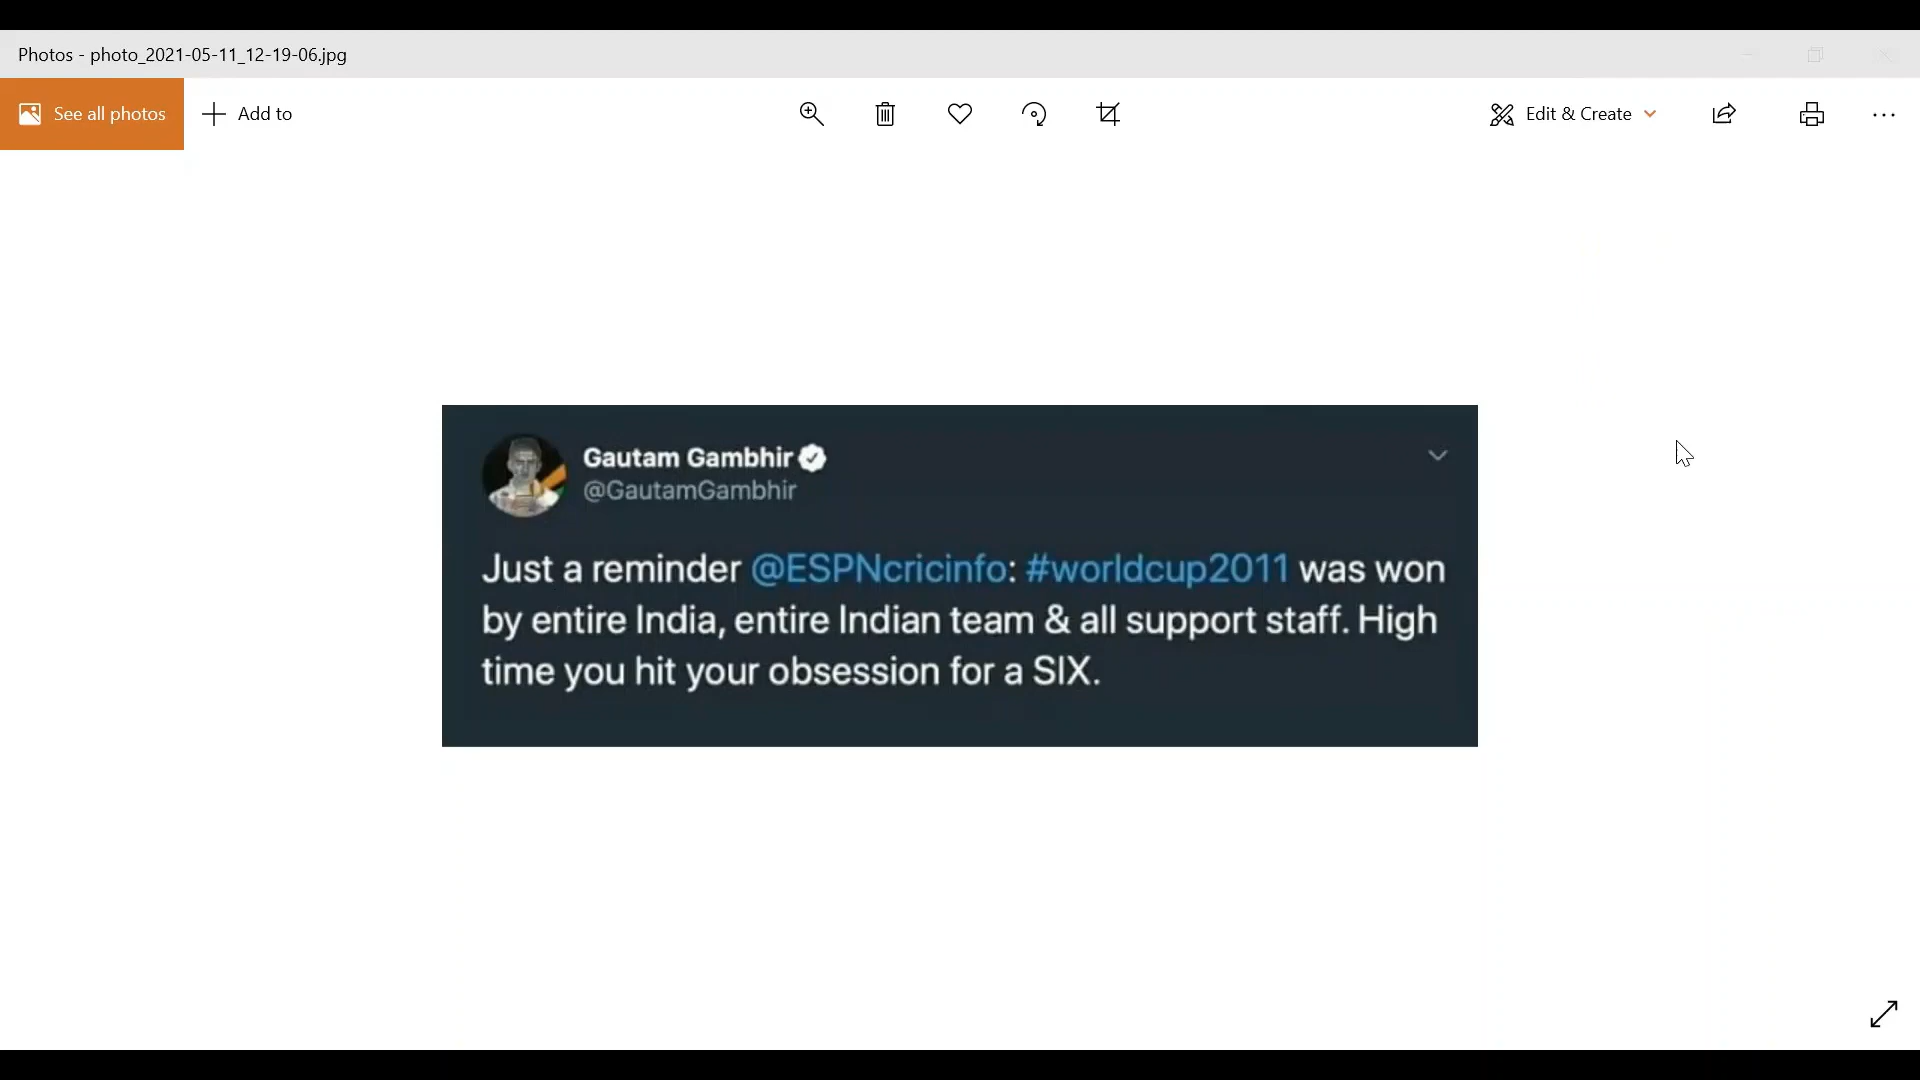 Photos - photo_2021-05-11_12-19-06.jpg
See all photos
Add to
Edit & Create
Gautam Gambhir
@GautamGambhir
Just a reminder @ESPNcricinfo: #worldcup2011 was won
by entire India, entire Indian team & all support staff. High
time you hit your obsession for a SIX.